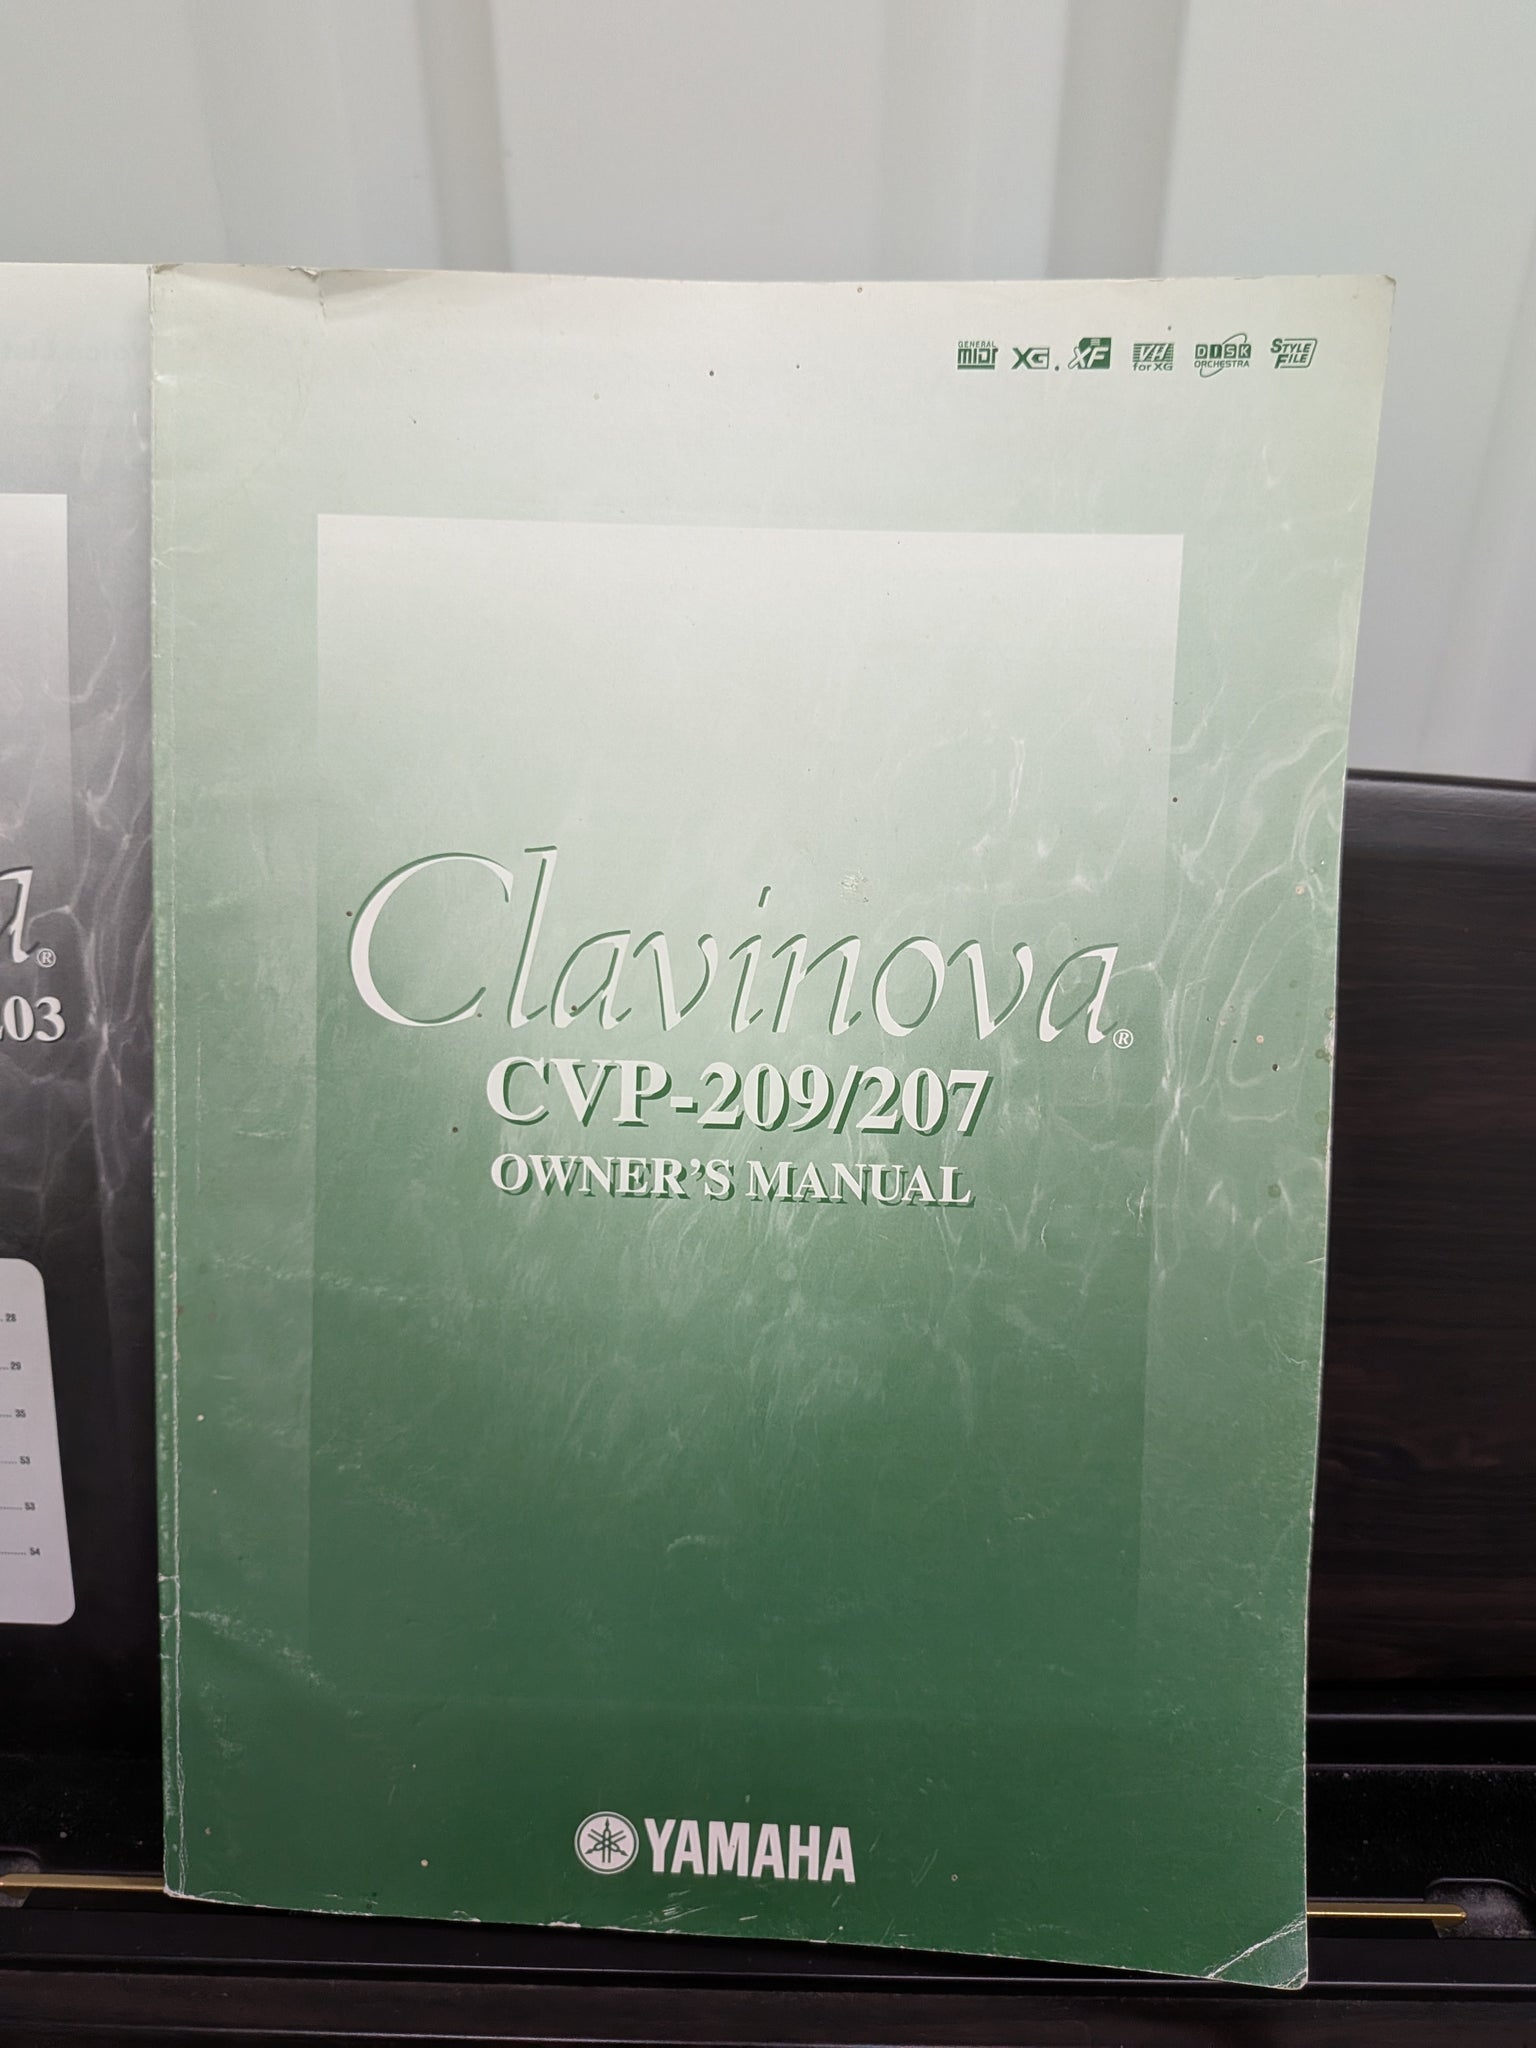 GENERAL
MIDI XG XF VH for XG DISK ORCHESTRA STYLE FILE
Clavinova®
CVP-209/207
OWNER'S MANUAL
YAMAHA
®
03
28
29
35
53
53
54